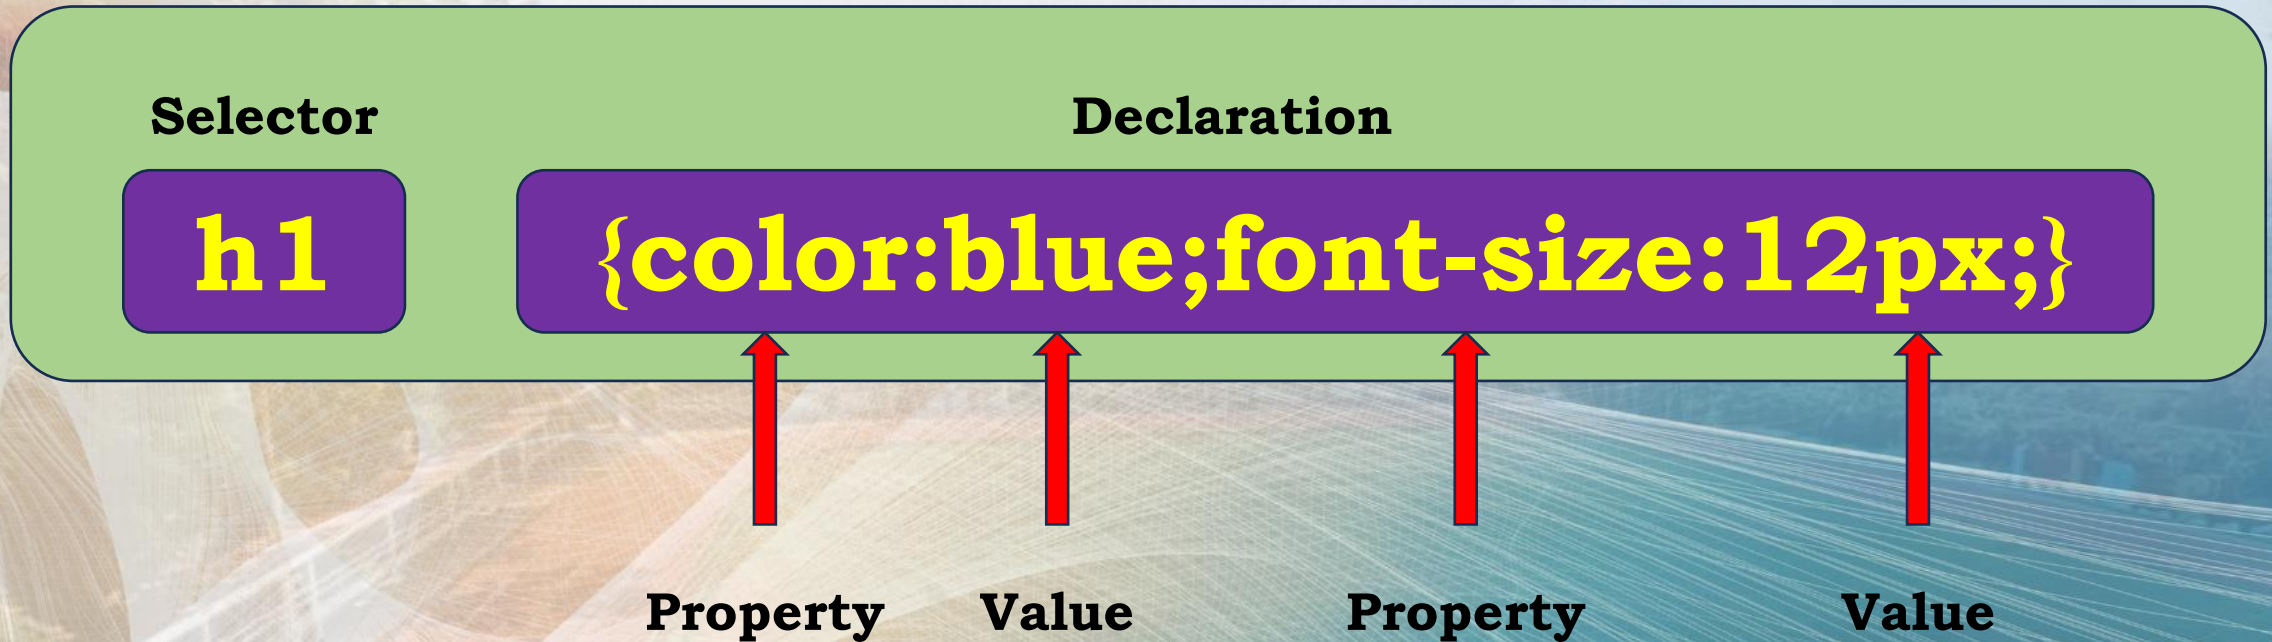 Selector Declaration
h1 {color:blue;font-size:12px;}
Property Value Property Value